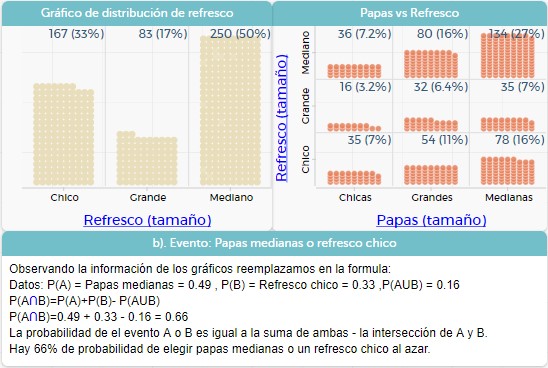 Gráfico de distribución de refresco
167 (33%) 83 (17%) 250 (50%)
Chico Grande Mediano
Refresco (tamaño)
Papas vs Refresco
Refresco (tamaño)
Mediano
36 (7.2%) 80 (16%) 134 (27%)
Grande
16 (3.2%) 32 (6.4%) 35 (7%)
Chico
35 (7%) 54 (11%) 78 (16%)
Chicas Grandes Medianas
Papas (tamaño)
b). Evento: Papas medianas o refresco chico
Observando la información de los gráficos reemplazamos en la formula:
Datos: P(A) = Papas medianas = 0.49 , P(B) = Refresco chico = 0.33 ,P(AUB) = 0.16
P(A∩B)=P(A)+P(B)- P(AUB)
P(A∩B)=0.49 + 0.33 - 0.16 = 0.66
La probabilidad de el evento A o B es igual a la suma de ambas - la intersección de A y B.
Hay 66% de probabilidad de elegir papas medianas o un refresco chico al azar.